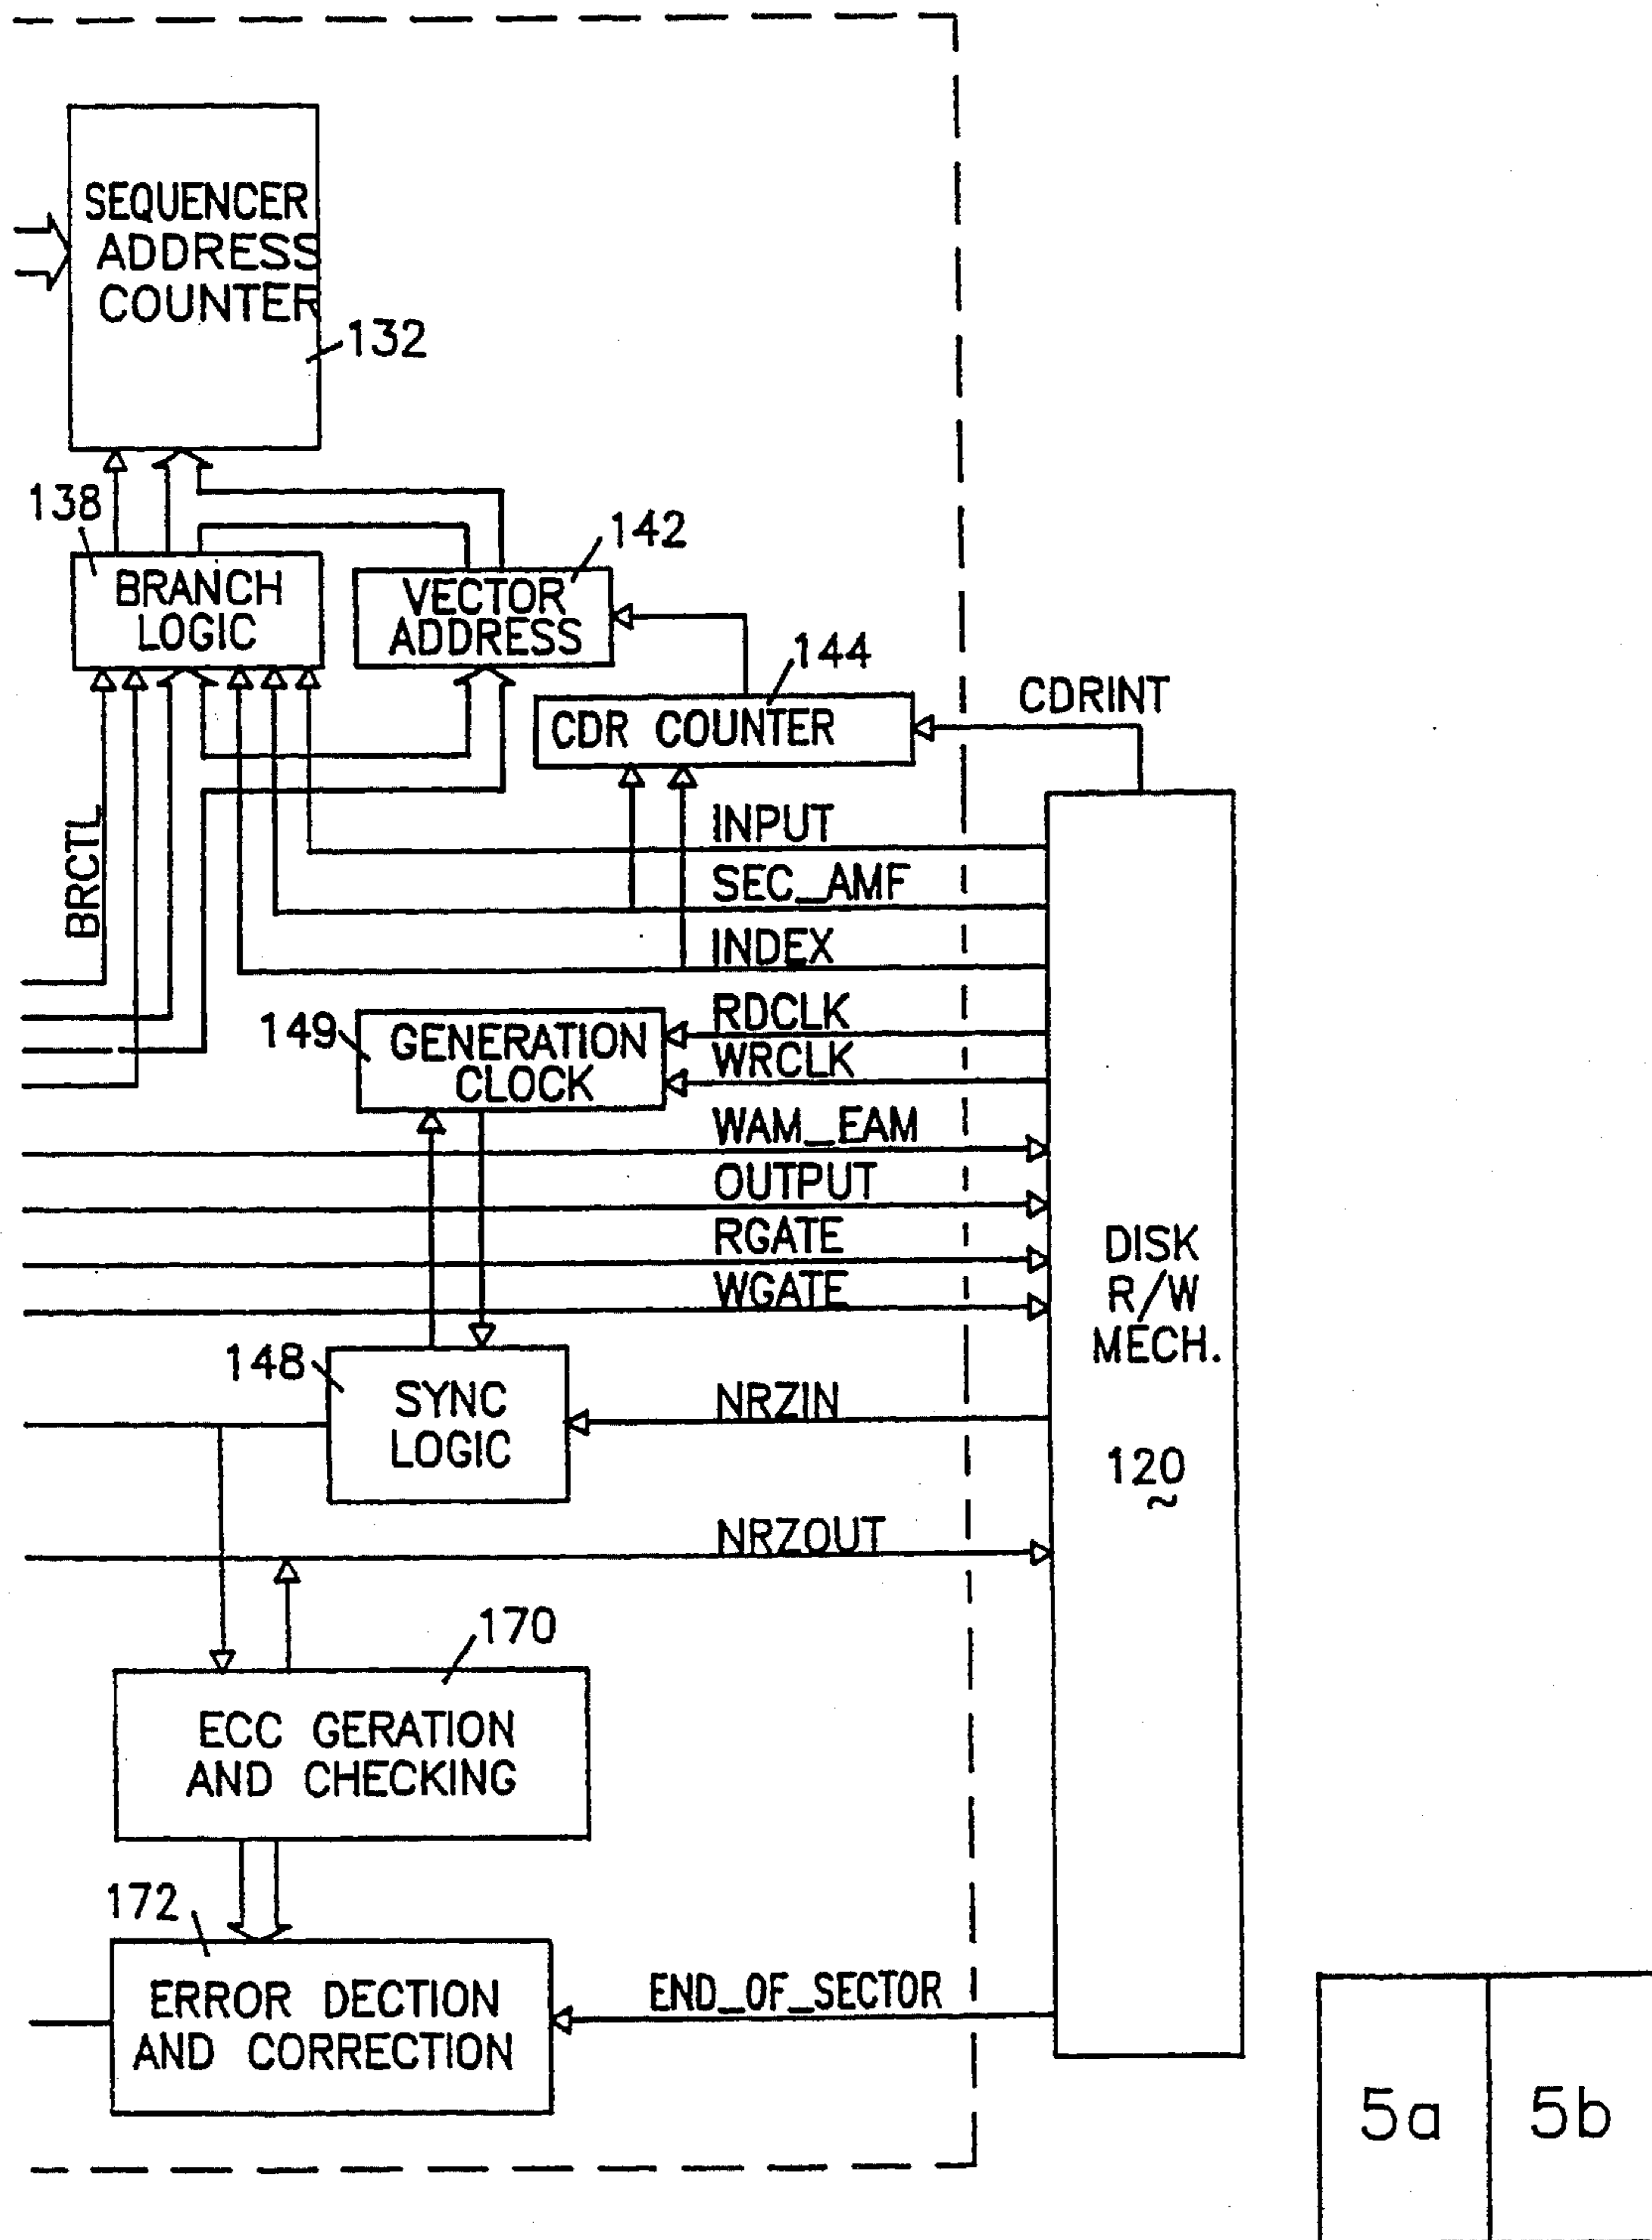 SEQUENCER
ADDRESS
COUNTER
132
138
BRANCH
LOGIC
142
VECTOR
ADDRESS
144
CDR COUNTER
CDRINT
BRCTL
INPUT
SEC_AMF
INDEX
149
GENERATION
CLOCK
RDCLK
WRCLK
WAM_EAM
OUTPUT
RGATE
WGATE
DISK
R/W
MECH.
120
148
SYNC
LOGIC
NRZIN
NRZOUT
170
ECC GERATION
AND CHECKING
172
ERROR DECTION
AND CORRECTION
END_OF_SECTOR
5a
5b